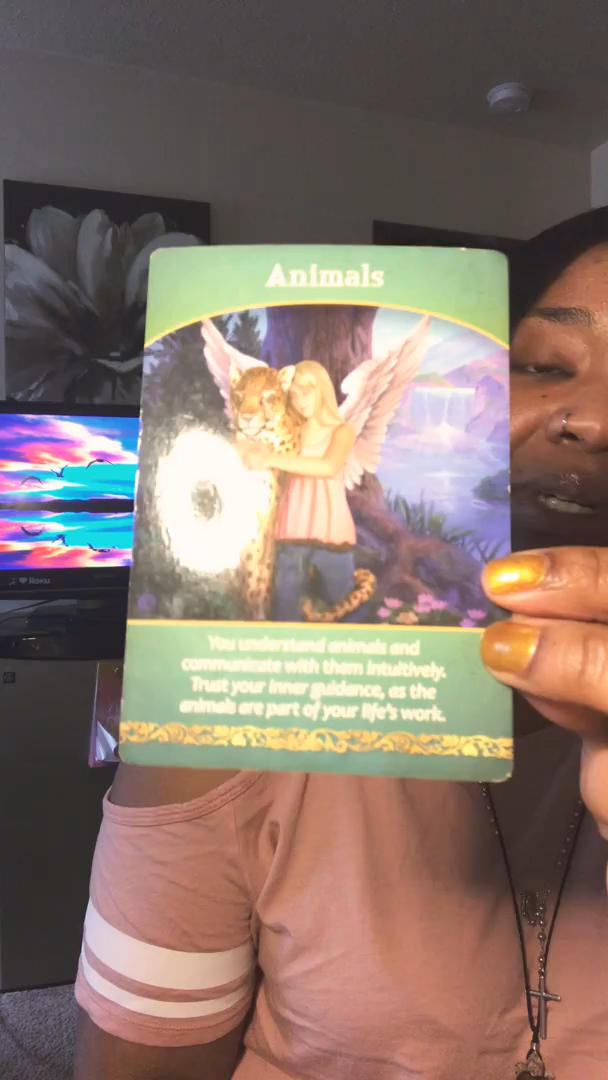 Animals
You understand animals and
communicate with them intuitively.
Trust your inner guidance, as the
animals are part of your life's work.
Roku